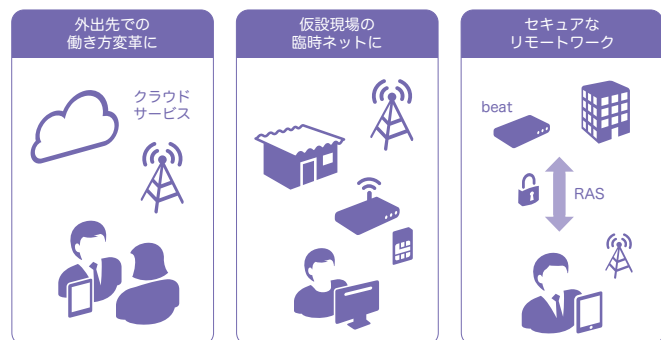 外出先での
働き方変革に
クラウド
サービス
仮設現場の
臨時ネットに
セキュアな
リモートワーク
beat
RAS